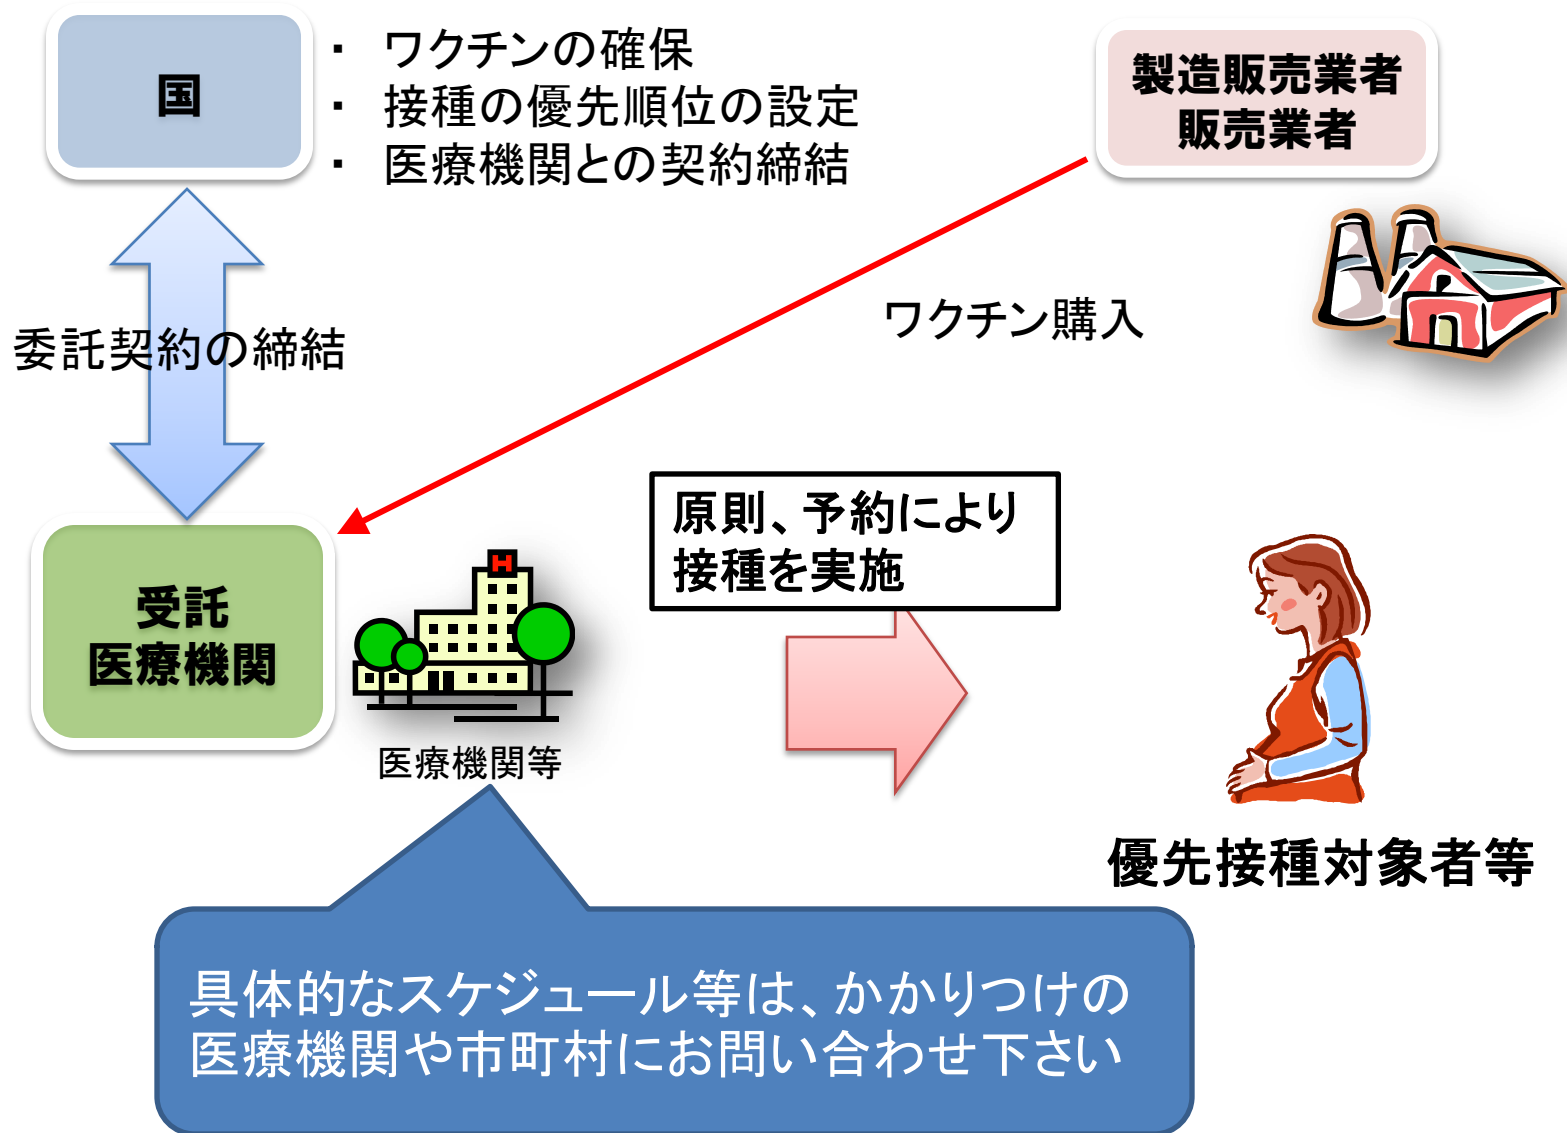 国
・ ワクチンの確保
・ 接種の優先順位の設定
・ 医療機関との契約締結
製造販売業者
販売業者
ワクチン購入
委託契約の締結
原則、予約により
接種を実施
受託
医療機関
H
医療機関等
優先接種対象者等
具体的なスケジュール等は、かかりつけの
医療機関や市町村にお問い合わせ下さい